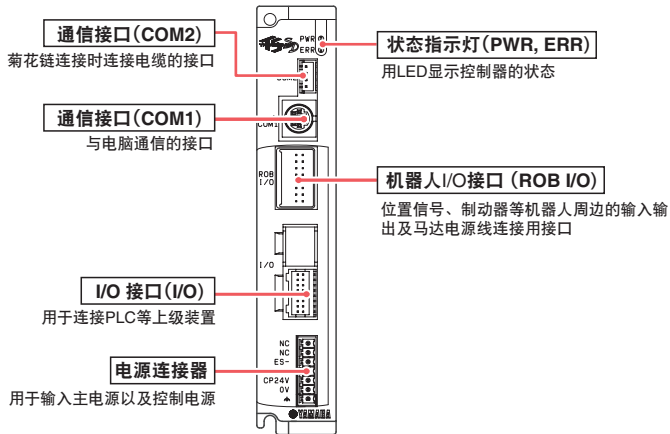 通信接口(COM2)
菊花链连接时连接电缆的接口
通信接口(COM1)
与电脑通信的接口
I/O 接口(I/O)
用于连接PLC等上级装置
电源连接器
用于输入主电源以及控制电源
PWR
ERR
COM1
ROB
I/O
I/O
NC
NC
ES-
CP24V
0V
YAMAHA
状态指示灯(PWR, ERR)
用LED显示控制器的状态
机器人I/O接口 (ROB I/O)
位置信号、制动器等机器人周边的输入输
出及马达电源线连接用接口